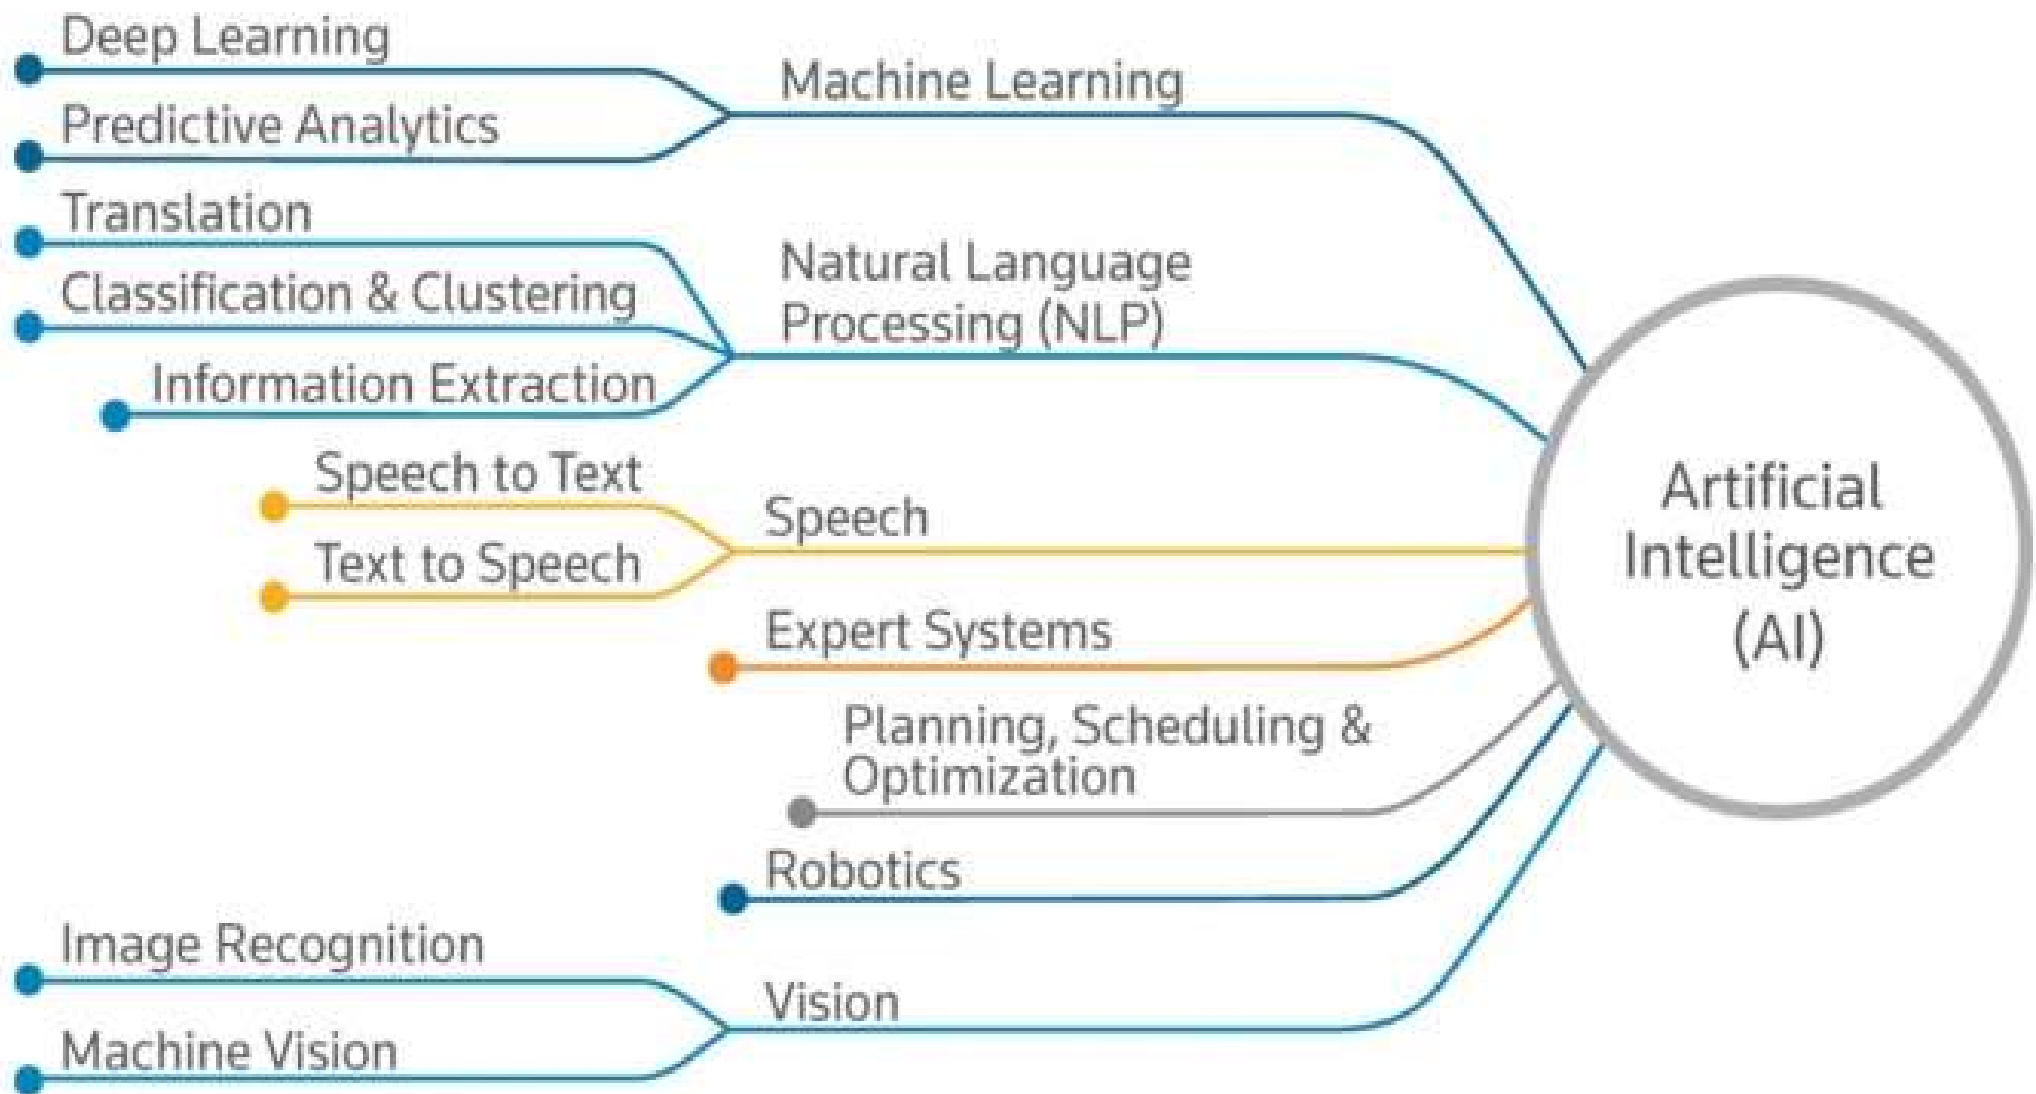 Deep Learning
Machine Learning
Predictive Analytics
Translation
Natural Language
Processing (NLP)
Classification & Clustering
Information Extraction
Speech to Text
Speech
Text to Speech
Expert Systems
Planning, Scheduling &
Optimization
Robotics
Image Recognition
Vision
Machine Vision
Artificial
Intelligence
(AI)